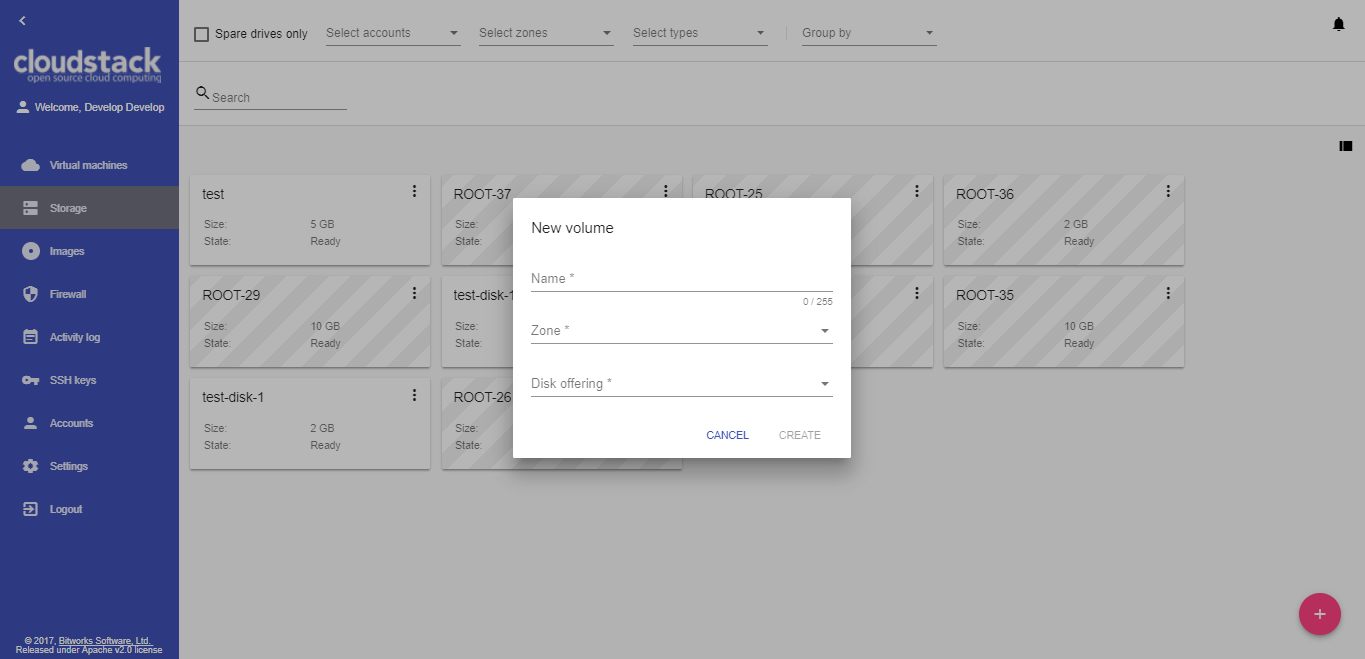 Spare drives only
Select accounts
Select zones
Select types
Group by
cloudstack
open source cloud computing
Search
Welcome, Develop Develop
Virtual machines
Storage
Images
Firewall
Activity log
SSH keys
Accounts
Settings
Logout
© 2017, Bitworks Software, Ltd.
Released under Apache v2.0 license
test
Size: 5 GB
State: Ready
ROOT-37
Size:
State:
ROOT-25
ROOT-36
Size: 2 GB
State: Ready
ROOT-29
Size: 10 GB
State: Ready
test-disk-1
Size:
State:
ROOT-35
Size: 10 GB
State: Ready
test-disk-1
Size: 2 GB
State: Ready
ROOT-26
Size:
State:
New volume
Name *
0 / 255
Zone *
Disk offering *
CANCEL CREATE